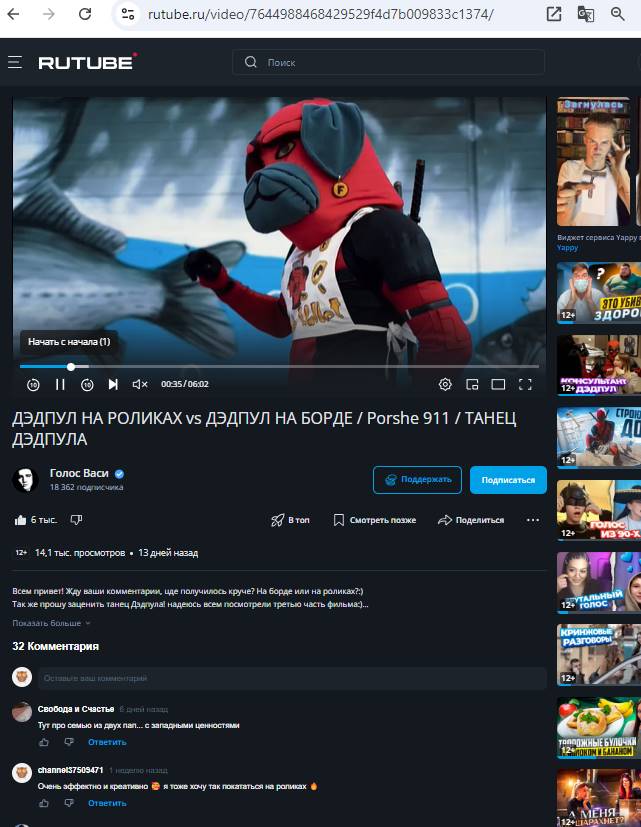 rutube.ru/video/7644988468429529f4d7b009833c1374/
RUTUBE
Поиск
Загнулась
Виджет сервиса Yappy
Yappy
?
ЭТО УБИВ
ЗДОРО
12+
F
КОНСУЛЬТАНТ
ДЭДПУЛ
12+
Начать с начала (1)
10
10
00:35 / 06:02
СТРОИ
ДО
12+
ДЭДПУЛ НА РОЛИКАХ vs ДЭДПУЛ НА БОРДЕ / Porshe 911 / ТАНЕЦ
ДЭДПУЛА
Голос Васи
18 362 подписчика
Поддержать
Подписаться
ГОЛОС
ИЗ 90-Х
12+
6 тыс.
В топ
Смотреть позже
Поделиться
12+
14,1 тыс. просмотров • 13 дней назад
УТАЛЬНЫЙ
ГОЛОС
12+
Всем привет! Жду ваши комментарии, где получилось круче? На борде или на роликах?:)
Так же прошу заценить танец Дэдпула! надеюсь всем посмотрели третью часть фильма:)...
Показать больше
КРИНЖОВЫЕ
РАЗГОВОРЫ
12+
32 Комментария
Оставьте ваш комментарий
Свобода и Счастье 6 дней назад
Тут про семью из двух пап... с западными ценностями
Ответить
ТВОРОЖНЫЕ БУЛОЧКИ
ЯБЛОКОМ И БАНАНОМ
12+
channel37509471 1 неделю назад
Очень эффектно и креативно 🥰 я тоже хочу так покататься на роликах 🔥
Ответить
А МЕНЯ
ШАРАХНЕТ?
12+